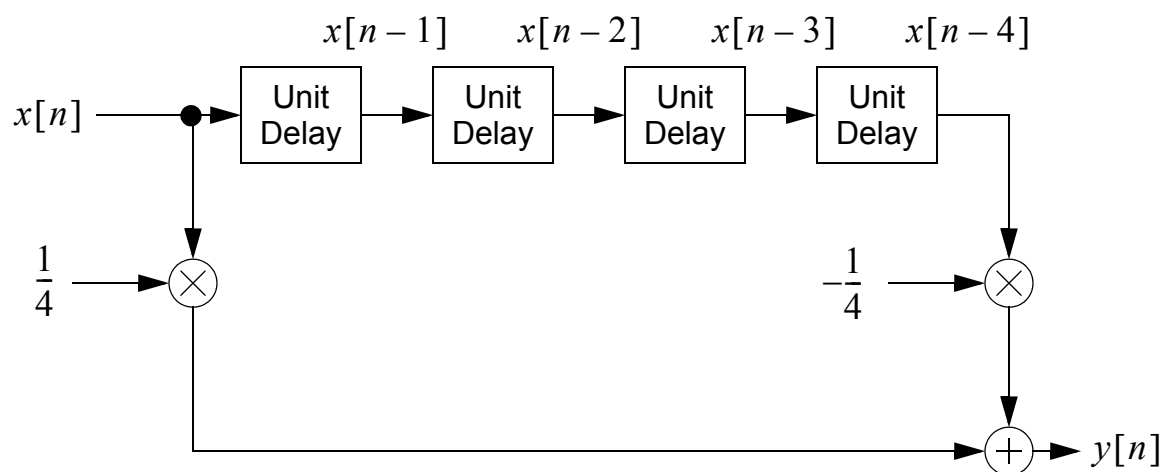 x[n – 1] x[n – 2] x[n – 3] x[n – 4]
x[n]
Unit
Delay
Unit
Delay
Unit
Delay
Unit
Delay
1
4
×
–1
4
×
+
y[n]